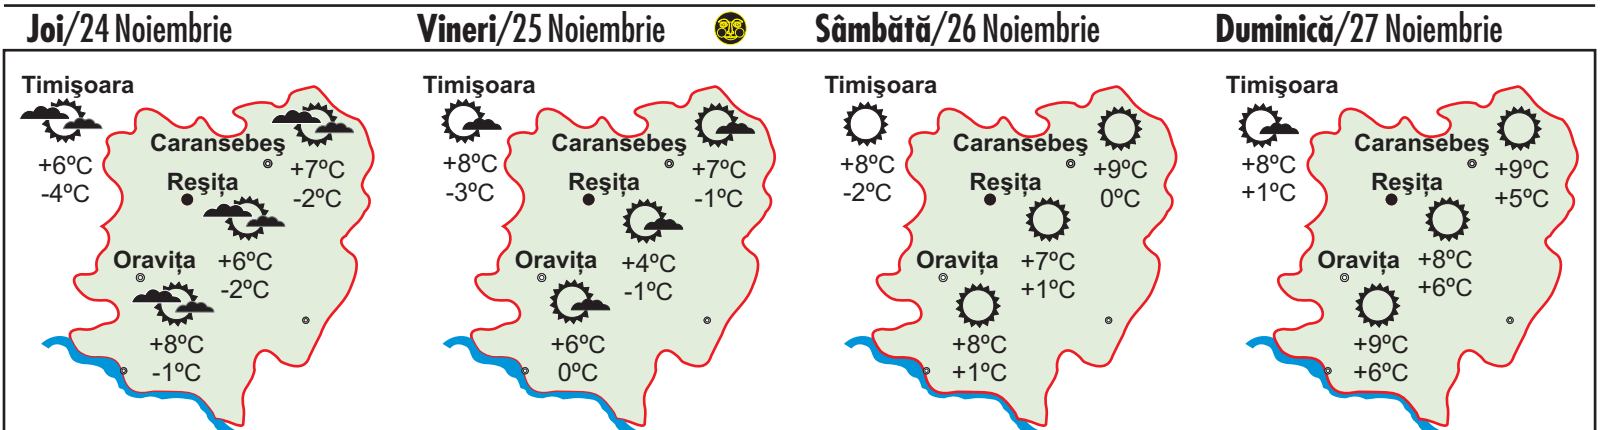 Joi/24 Noiembrie
Timişoara
+6ºC
-4ºC
Caransebeş
+7ºC
-2ºC
Reşiţa
+6ºC
-2ºC
Oraviţa
+8ºC
-1ºC
Vineri/25 Noiembrie
Timişoara
+8ºC
-3ºC
Caransebeş
+7ºC
-1ºC
Reşiţa
+4ºC
-1ºC
Oraviţa
+6ºC
0ºC
Sâmbătă/26 Noiembrie
Timişoara
+8ºC
-2ºC
Caransebeş
+9ºC
0ºC
Reşiţa
+7ºC
+1ºC
Oraviţa
+8ºC
+1ºC
Duminică/27 Noiembrie
Timişoara
+8ºC
+1ºC
Caransebeş
+9ºC
+5ºC
Reşiţa
+8ºC
+6ºC
Oraviţa
+9ºC
+6ºC